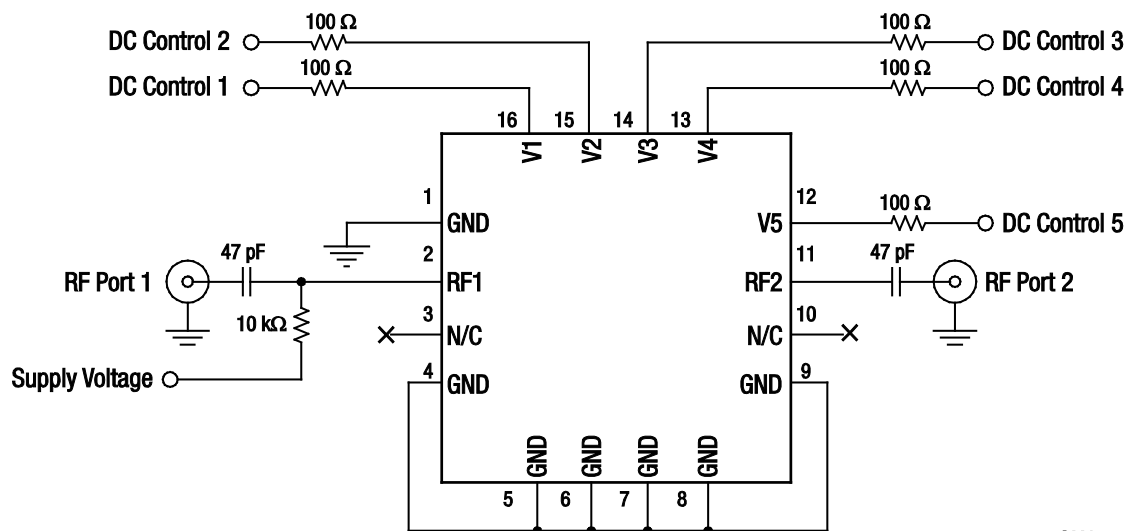 100 Ω
DC Control 2
100 Ω
DC Control 1
100 Ω
DC Control 3
100 Ω
DC Control 4
16 15 14 13
V1 V2 V3 V4
1
GND
12
V5
100 Ω
DC Control 5
47 pF
RF Port 1
2
RF1
11
RF2
47 pF
RF Port 2
10 kΩ
3
N/C
10
N/C
Supply Voltage
4
GND
9
GND
GND GND GND GND
5 6 7 8